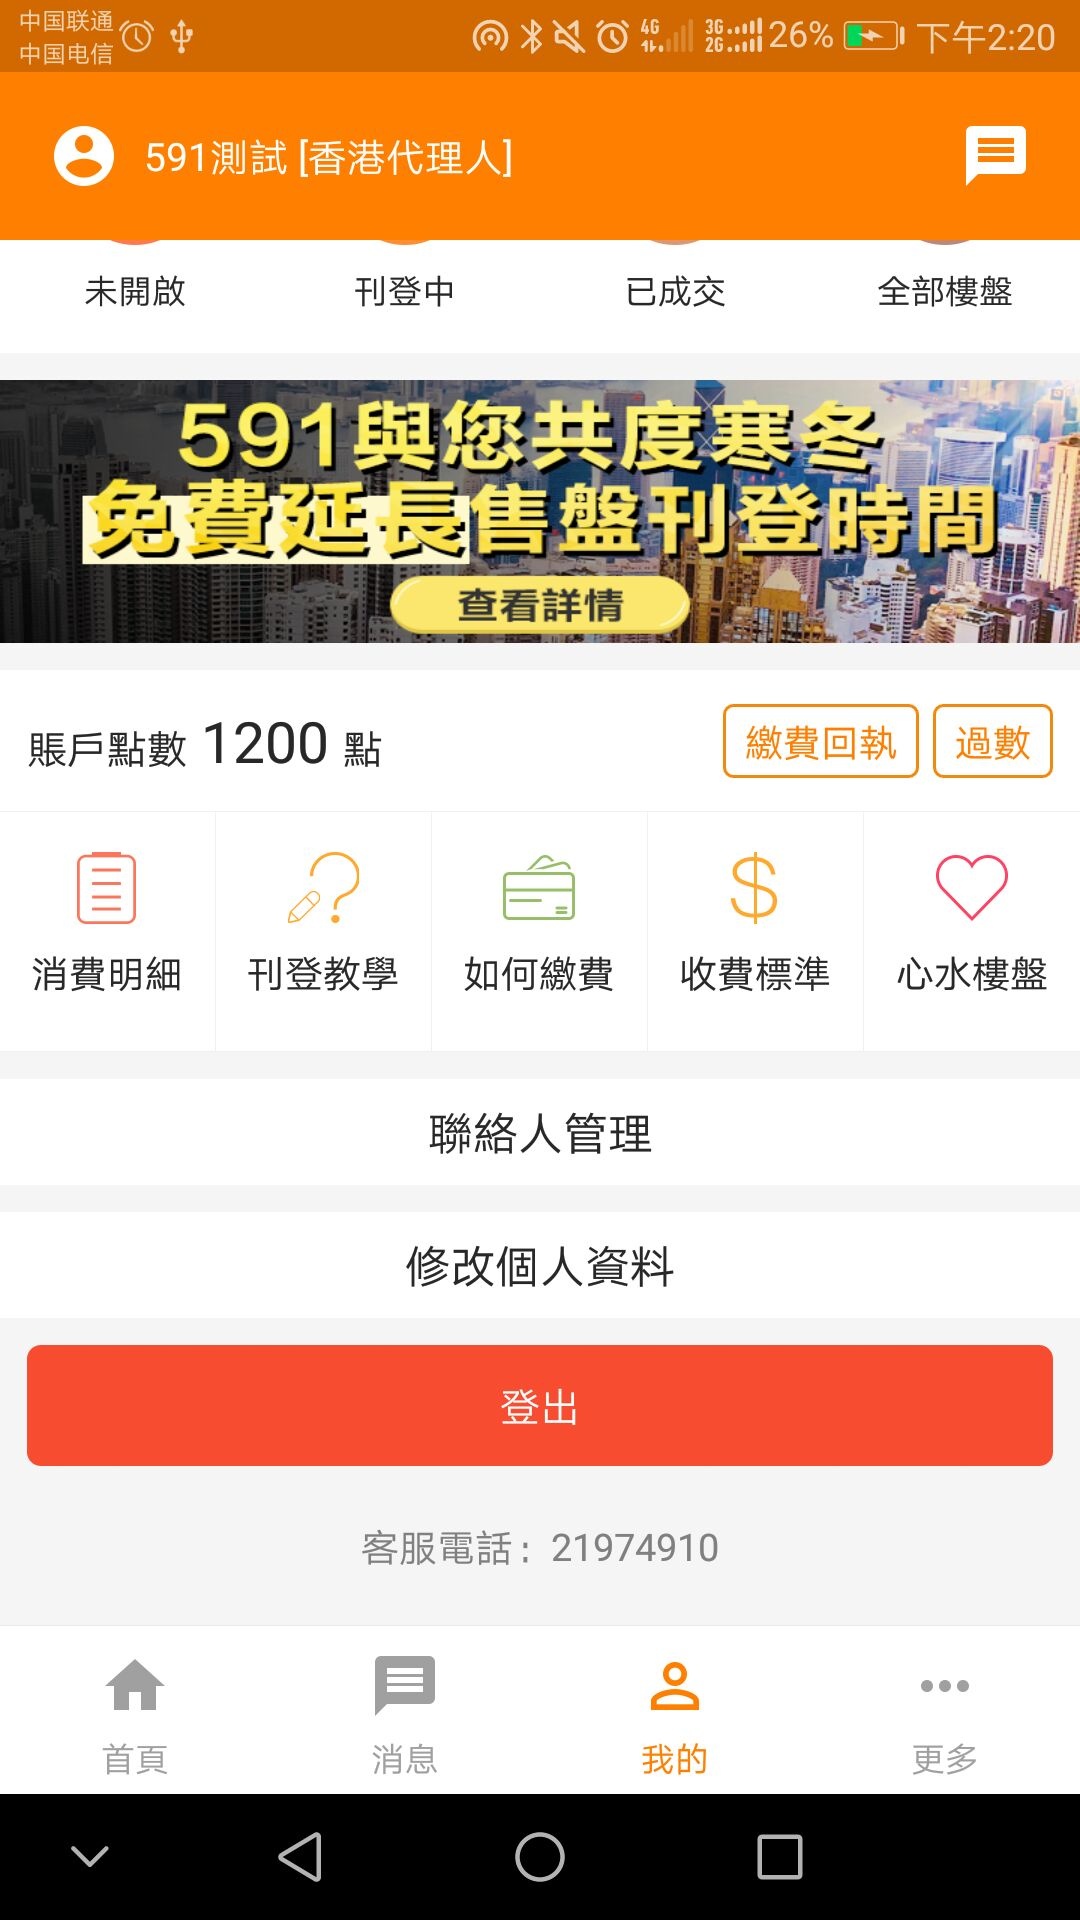 中国联通
中国电信
4G 3G 2G 26% 下午2:20
591測試 [香港代理人]
未開啟 刊登中 已成交 全部樓盤
591與您共度寒冬
免費延長售盤刊登時間
查看詳情
賬戶點數 1200 點 繳費回執 過數
消費明細 刊登教學 如何繳費 收費標準 心水樓盤
聯絡人管理
修改個人資料
登出
客服電話：21974910
首頁 消息 我的 更多